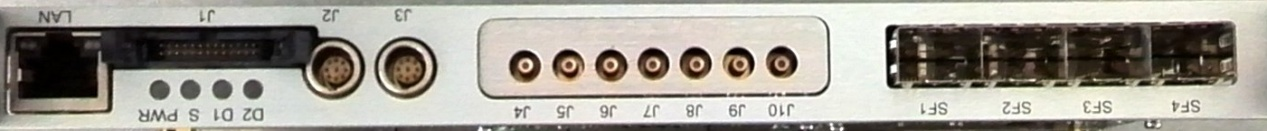 LAN J1 J2 J3
PWR S D1 D2
J4 J5 J6 J7 J8 J9 J10
SF1 SF2 SF3 SF4